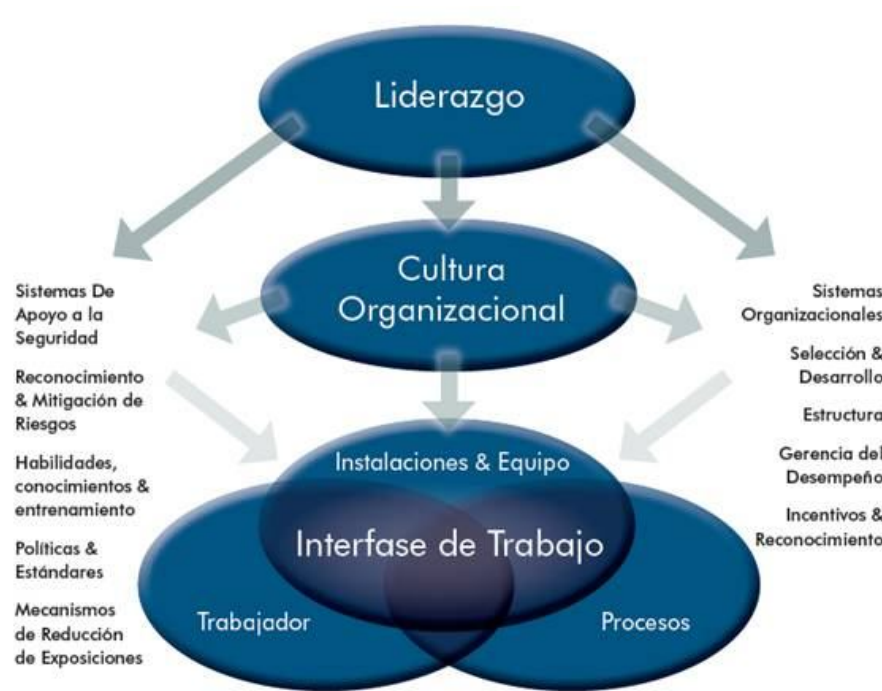 Liderazgo
Cultura
Organizacional
Sistemas De
Apoyo a la
Seguridad
Reconocimiento
& Mitigación de
Riesgos
Habilidades,
conocimientos &
entrenamiento
Políticas &
Estándares
Mecanismos
de Reducción
de Exposiciones
Sistemas
Organizacionales
Selección &
Desarrollo
Estructura
Gerencia del
Desempeño
Incentivos &
Reconocimiento
Instalaciones & Equipo
Interfase de Trabajo
Trabajador
Procesos